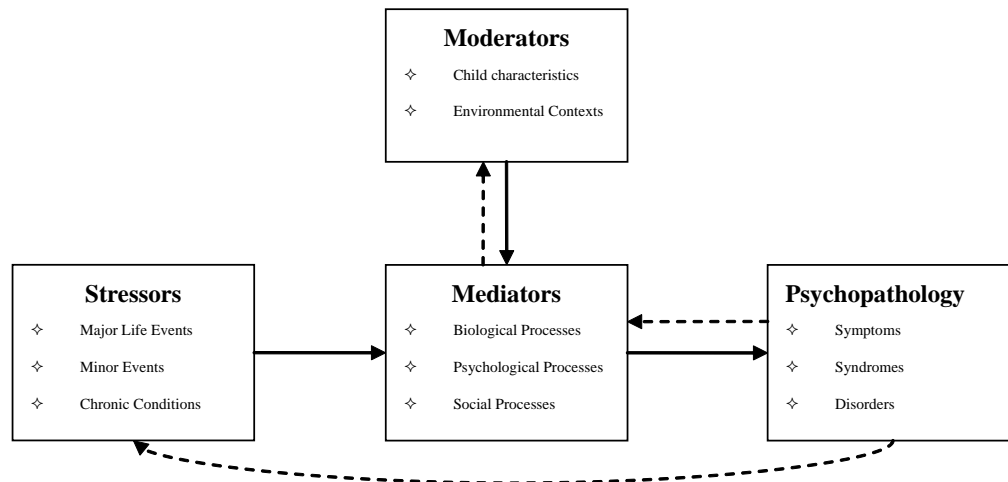 Moderators
Child characteristics
Environmental Contexts
Stressors
Major Life Events
Minor Events
Chronic Conditions
Mediators
Biological Processes
Psychological Processes
Social Processes
Psychopathology
Symptoms
Syndromes
Disorders